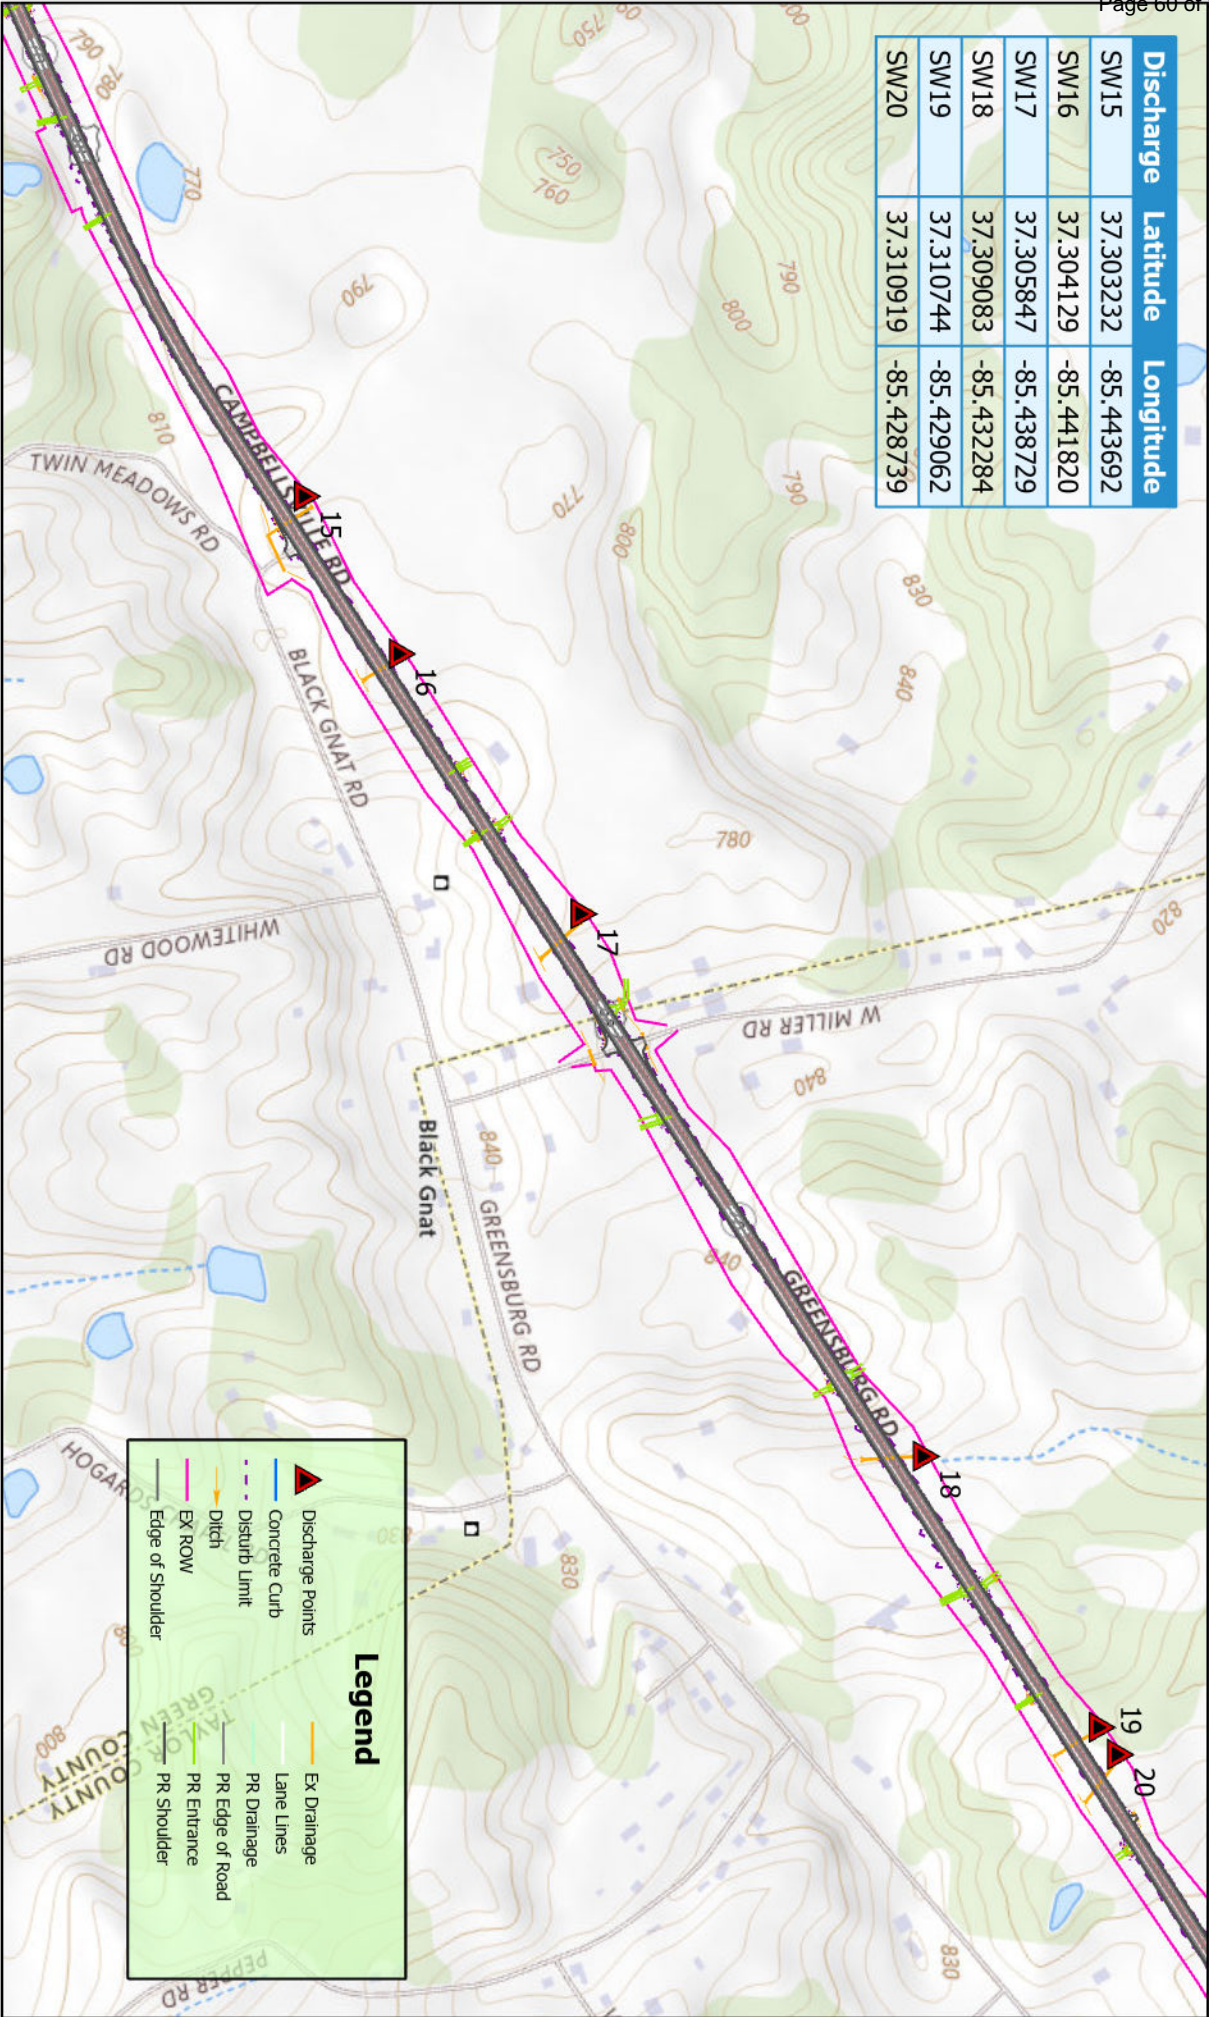 Page 60 of
Discharge Latitude Longitude
SW15 37.303232 -85.443692
SW16 37.304129 -85.441820
SW17 37.305847 -85.438729
SW18 37.309083 -85.432284
SW19 37.310744 -85.429062
SW20 37.310919 -85.428739
790
780
770
750
750
760
790
790
800
790
770
800
830
840
820
810
780
840
840
840
830
830
830
800
CAMPBELLSVILLE RD
TWIN MEADOWS RD
BLACK GNAT RD
WHITEWOOD RD
W MILLER RD
Black Gnat
GREENSBURG RD
GREENSBURG RD
HOGARDS CHAPEL RD
PEPPER RD
TAYLOR COUNTY
GREEN COUNTY
15
16
17
18
19
20
Legend
Discharge Points
Concrete Curb
Disturb Limit
Ditch
EX ROW
Edge of Shoulder
Ex Drainage
Lane Lines
PR Drainage
PR Edge of Road
PR Entrance
PR Shoulder